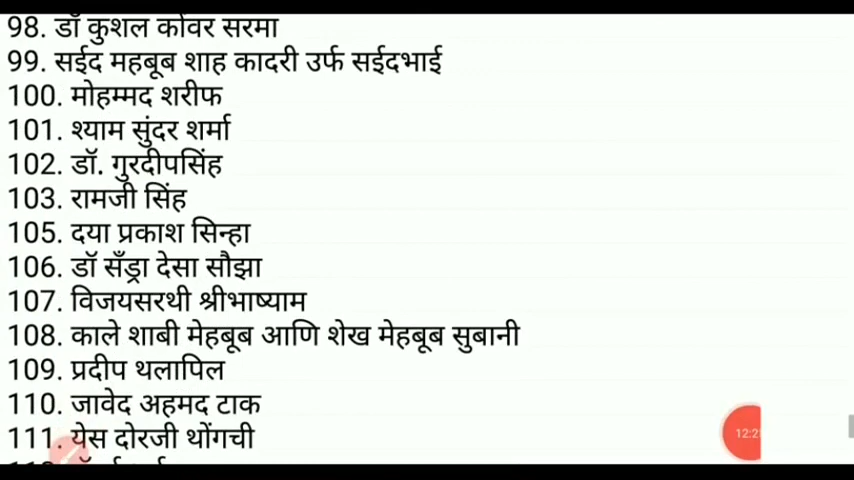 98. डॉ कुशल कोंवर सरमा
99. सईद महबूब शाह कादरी उर्फ सईदभाई
100. मोहम्मद शरीफ
101. श्याम सुंदर शर्मा
102. डॉ. गुरदीपसिंह
103. रामजी सिंह
105. दया प्रकाश सिन्हा
106. डॉ सँड्रा देसा सौझा
107. विजयसरथी श्रीभाष्याम
108. काले शाबी मेहबूब आणि शेख मेहबूब सुबानी
109. प्रदीप थलापिल
110. जावेद अहमद टाक
111. येस दोरजी थोंगची